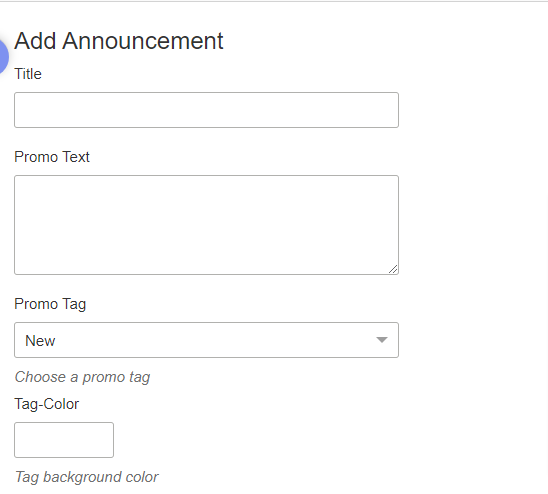 Add Announcement
Title
Promo Text
Promo Tag
New
Choose a promo tag
Tag-Color
Tag background color